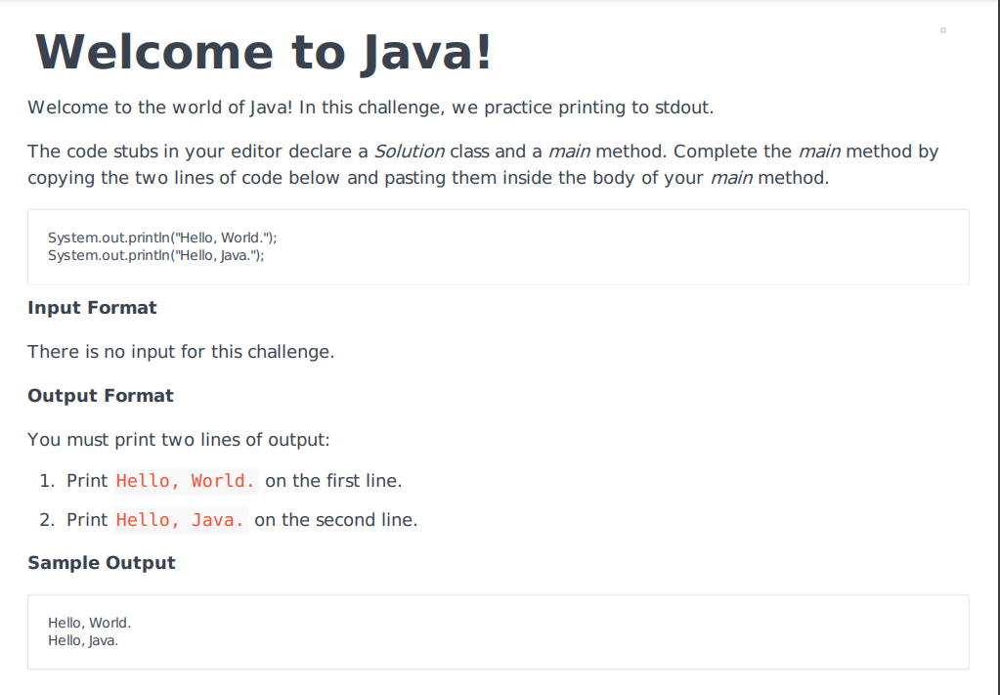 Welcome to Java!
Welcome to the world of Java! In this challenge, we practice printing to stdout.
The code stubs in your editor declare a Solution class and a main method. Complete the main method by
copying the two lines of code below and pasting them inside the body of your main method.
System.out.println("Hello, World.");
System.out.println("Hello, Java.");
Input Format
There is no input for this challenge.
Output Format
You must print two lines of output:
1. Print Hello, World. on the first line.
2. Print Hello, Java. on the second line.
Sample Output
Hello, World.
Hello, Java.